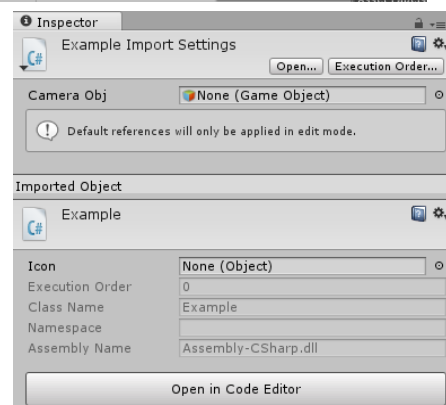 Inspector
Example Import Settings
Open... Execution Order...
Camera Obj None (Game Object)
Default references will only be applied in edit mode.
Imported Object
Example
Icon None (Object)
Execution Order 0
Class Name Example
Namespace
Assembly Name Assembly-CSharp.dll
Open in Code Editor